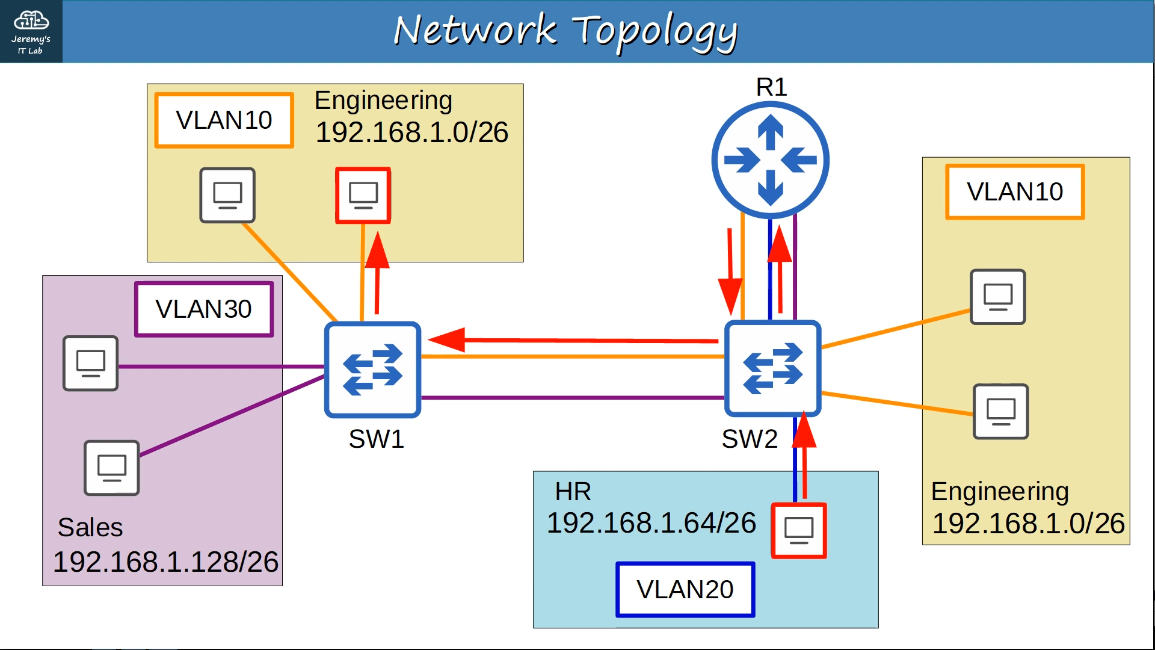 Jeremy's
IT Lab
Network Topology
VLAN10
Engineering
192.168.1.0/26
R1
VLAN10
VLAN30
SW1
SW2
Sales
192.168.1.128/26
HR
192.168.1.64/26
VLAN20
Engineering
192.168.1.0/26